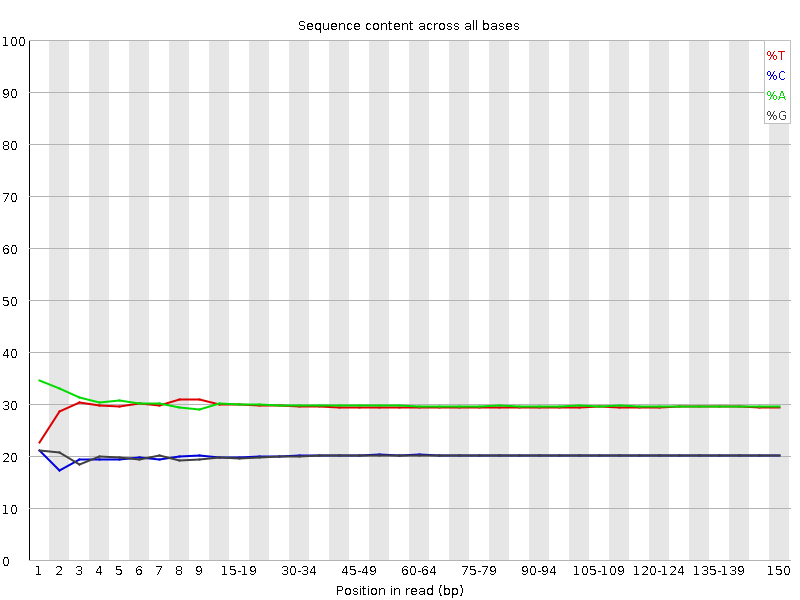 Sequence content across all bases
100
90
80
70
60
50
40
30
20
10
0
%T
%C
%A
%G
1 2 3 4 5 6 7 8 9 15-19 30-34 45-49 60-64 75-79 90-94 105-109 120-124 135-139 150
Position in read (bp)